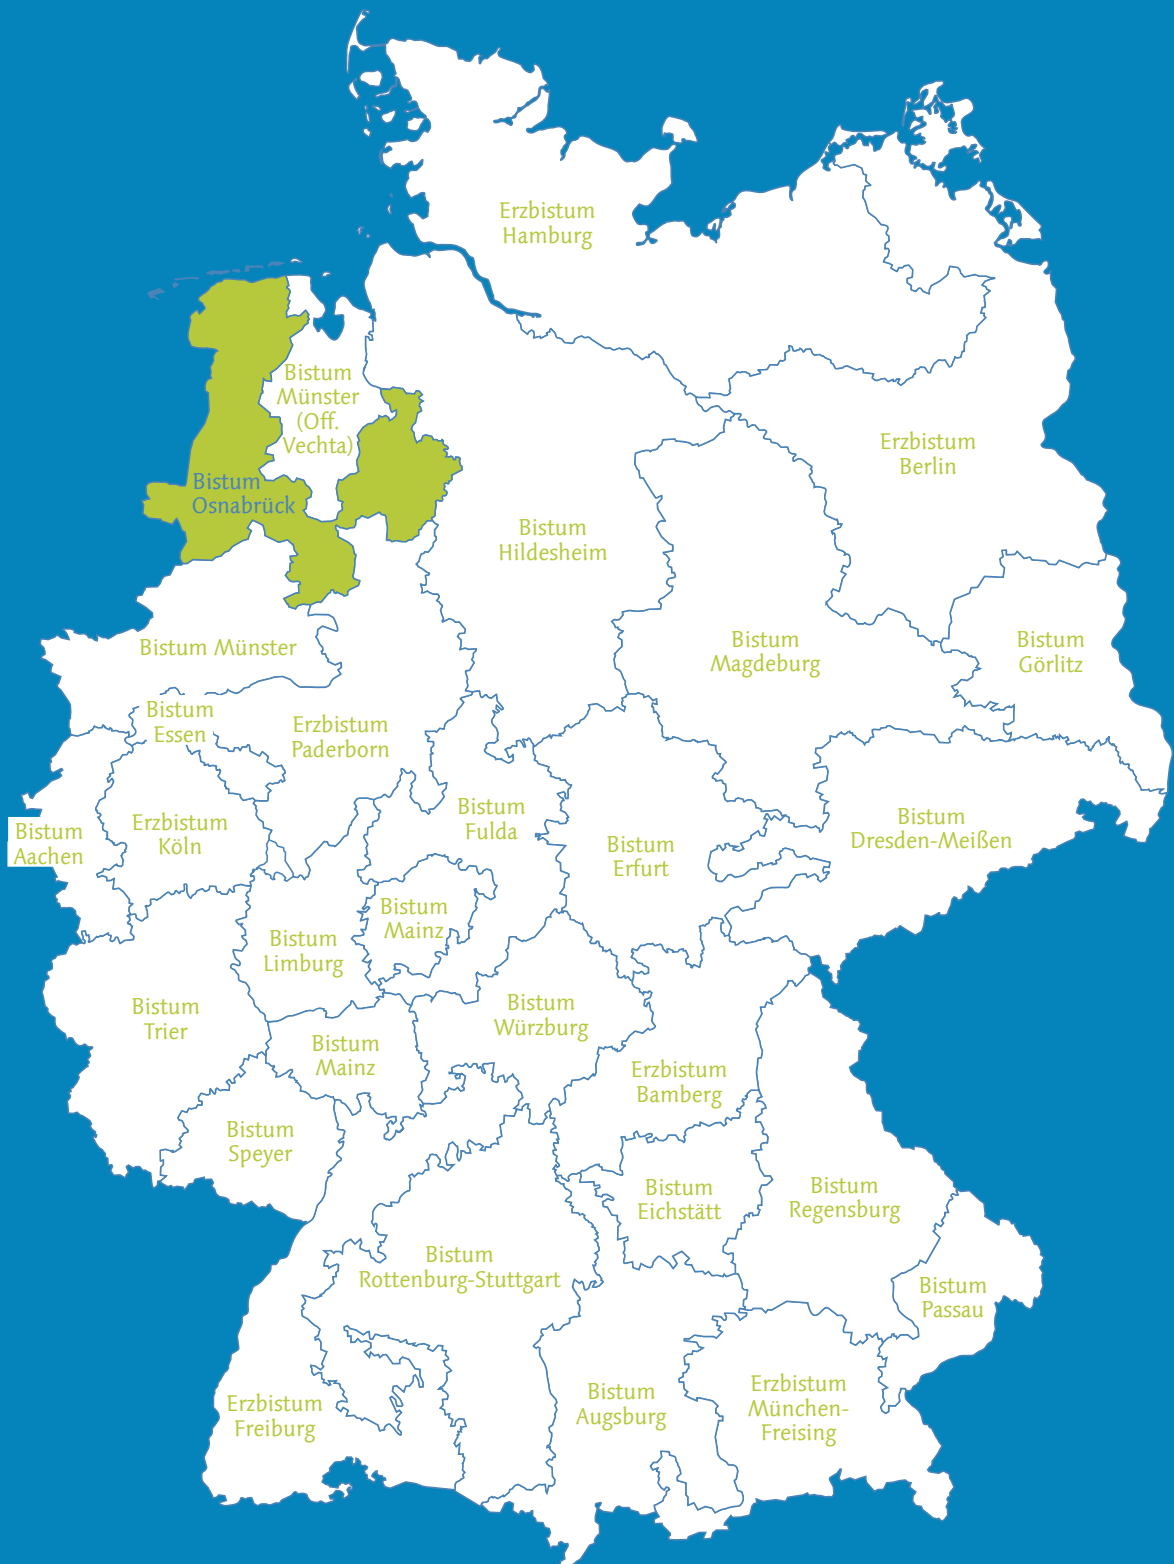 Erzbistum
Hamburg
Bistum
Münster
(Off.
Vechta)
Erzbistum
Berlin
Bistum
Osnabrück
Bistum
Hildesheim
Bistum Münster
Bistum
Magdeburg
Bistum
Görlitz
Bistum
Essen
Erzbistum
Paderborn
Bistum
Fulda
Bistum
Aachen
Erzbistum
Köln
Bistum
Erfurt
Bistum
Dresden-Meißen
Bistum
Mainz
Bistum
Limburg
Bistum
Trier
Bistum
Würzburg
Bistum
Mainz
Erzbistum
Bamberg
Bistum
Speyer
Bistum
Eichstätt
Bistum
Regensburg
Bistum
Rottenburg-Stuttgart
Bistum
Passau
Erzbistum
Freiburg
Bistum
Augsburg
Erzbistum
München-
Freising